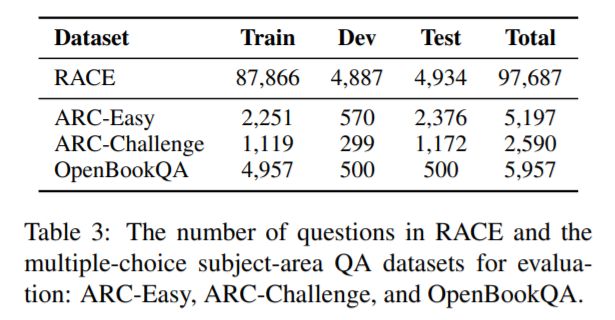 Dataset Train Dev Test Total
RACE 87,866 4,887 4,934 97,687
ARC-Easy 2,251 570 2,376 5,197
ARC-Challenge 1,119 299 1,172 2,590
OpenBookQA 4,957 500 500 5,957
Table 3: The number of questions in RACE and the
multiple-choice subject-area QA datasets for evalua-
tion: ARC-Easy, ARC-Challenge, and OpenBookQA.